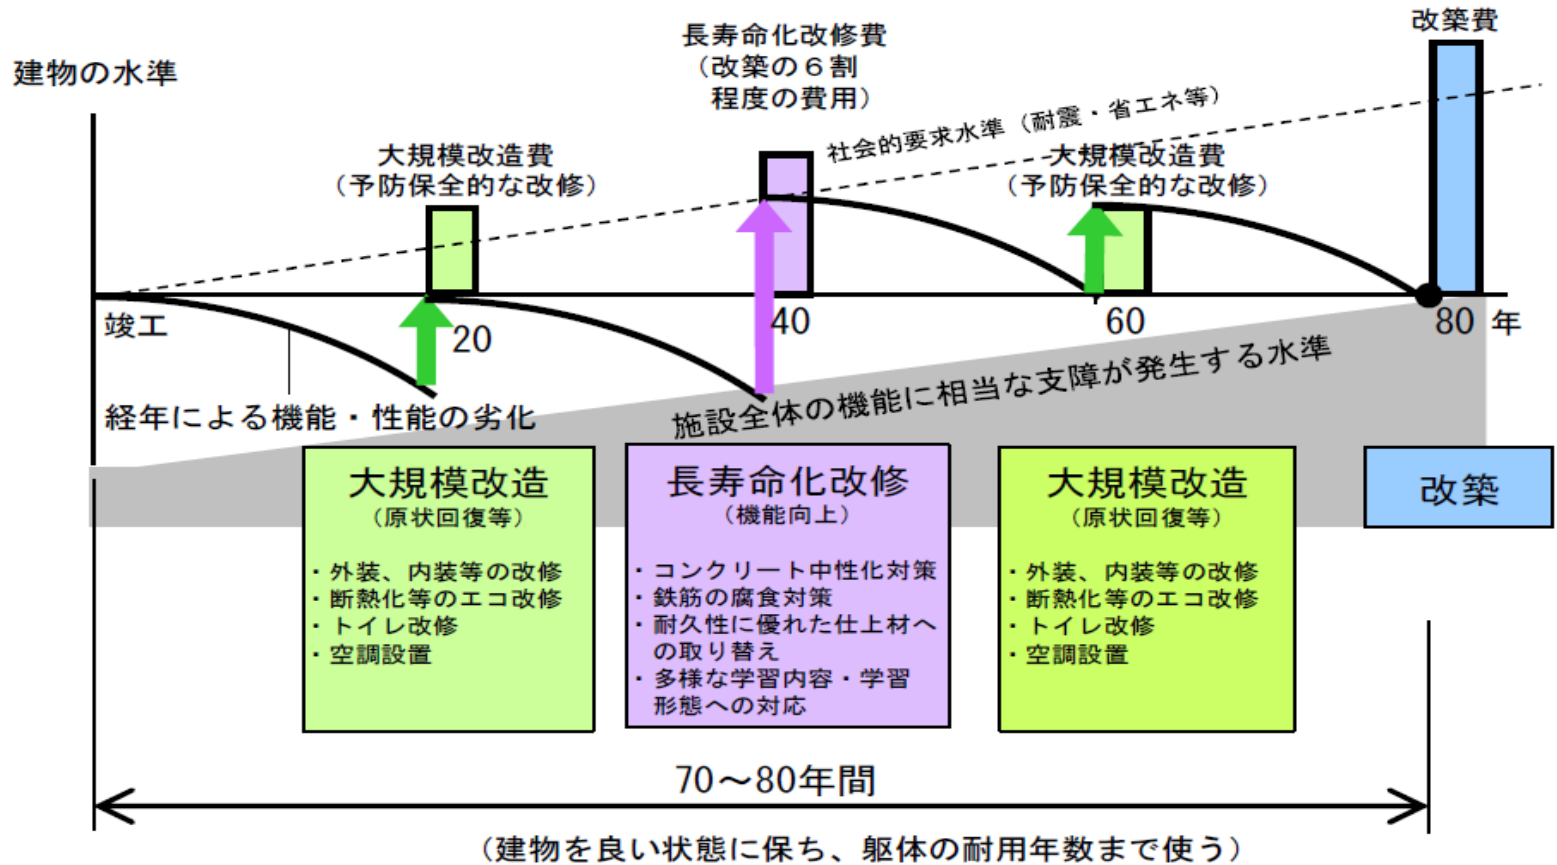 改築費
長寿命化改修費
（改築の６割
程度の費用）
建物の水準
社会的要求水準（耐震・省エネ等）
大規模改造費
（予防保全的な改修）
大規模改造費
（予防保全的な改修）
竣工
20
40
60
80 年
経年による機能・性能の劣化
施設全体の機能に相当な支障が発生する水準
大規模改造
（原状回復等）
・外装、内装等の改修
・断熱化等のエコ改修
・トイレ改修
・空調設置
長寿命化改修
（機能向上）
・コンクリート中性化対策
・鉄筋の腐食対策
・耐久性に優れた仕上材へ
の取り替え
・多様な学習内容・学習
形態への対応
大規模改造
（原状回復等）
・外装、内装等の改修
・断熱化等のエコ改修
・トイレ改修
・空調設置
改築
70～80年間
（建物を良い状態に保ち、躯体の耐用年数まで使う）